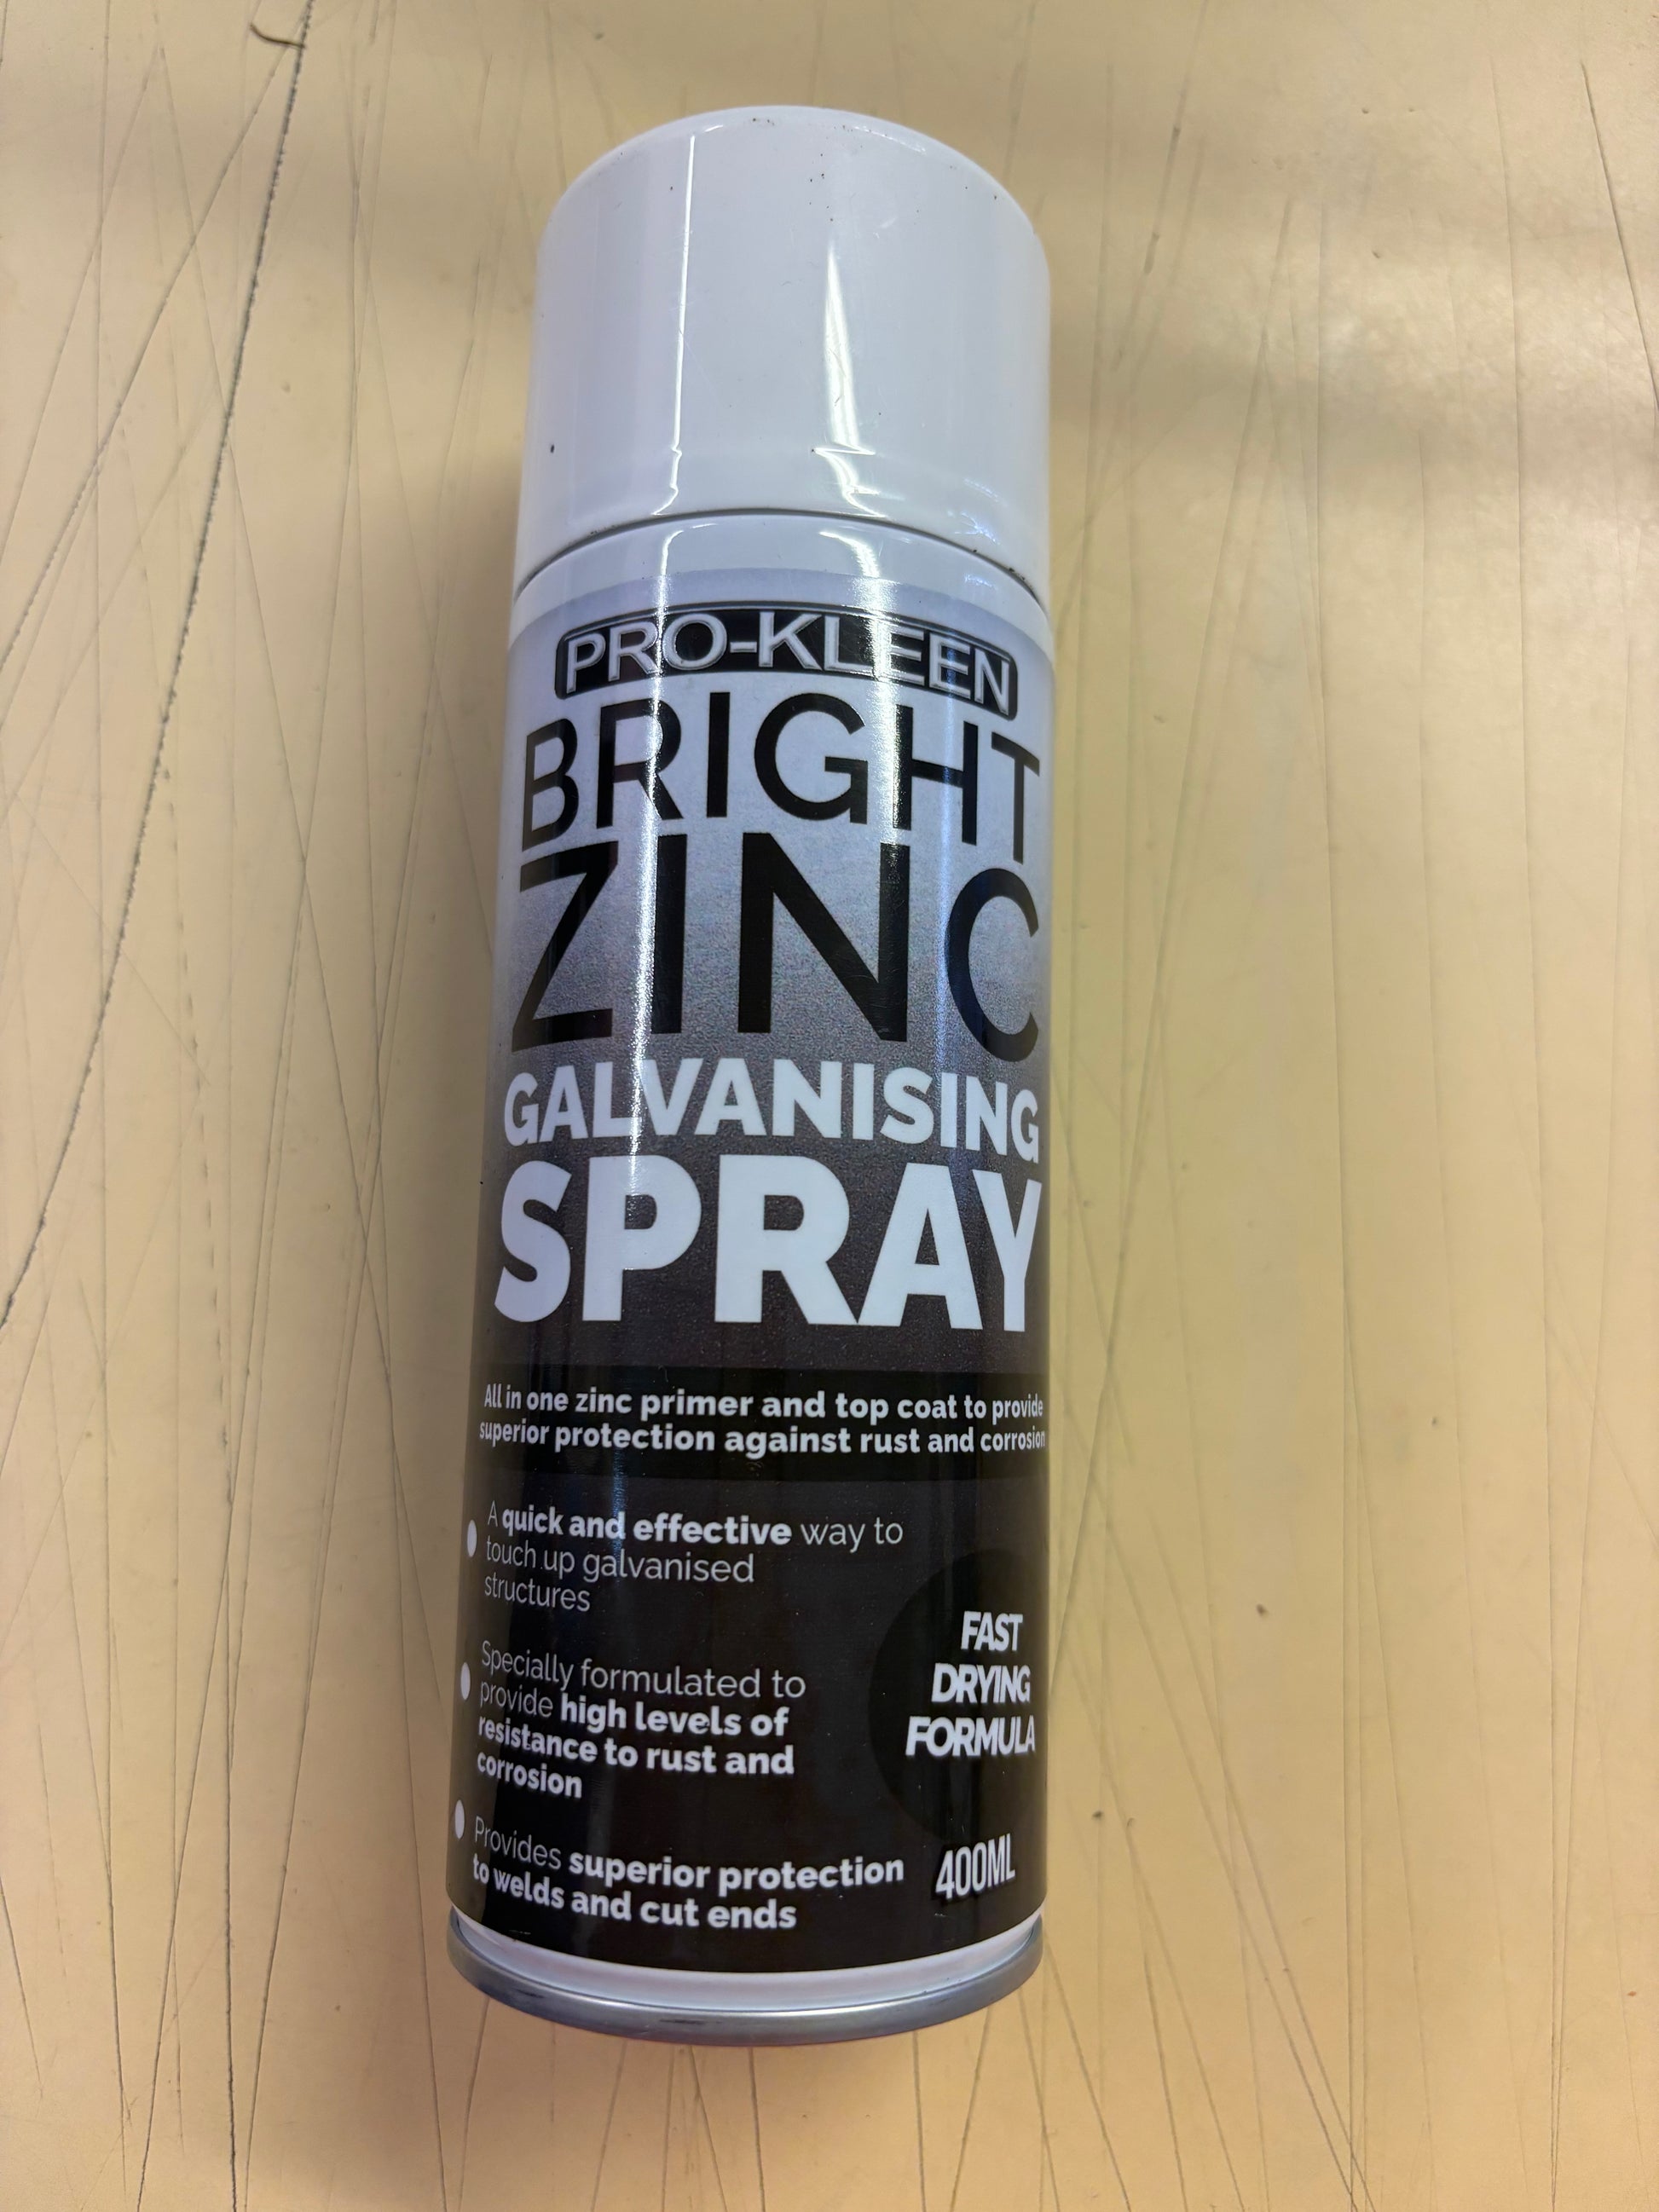 PRO-KLEEN
BRIGHT
ZINC
GALVANISING
SPRAY
All in one zinc primer and top coat to provide
superior protection against rust and corrosion
A quick and effective way to
touch up galvanised
structures
Specially formulated to
provide high levels of
resistance to rust and
corrosion
Provides superior protection
to welds and cut ends
FAST
DRYING
FORMULA
400ML